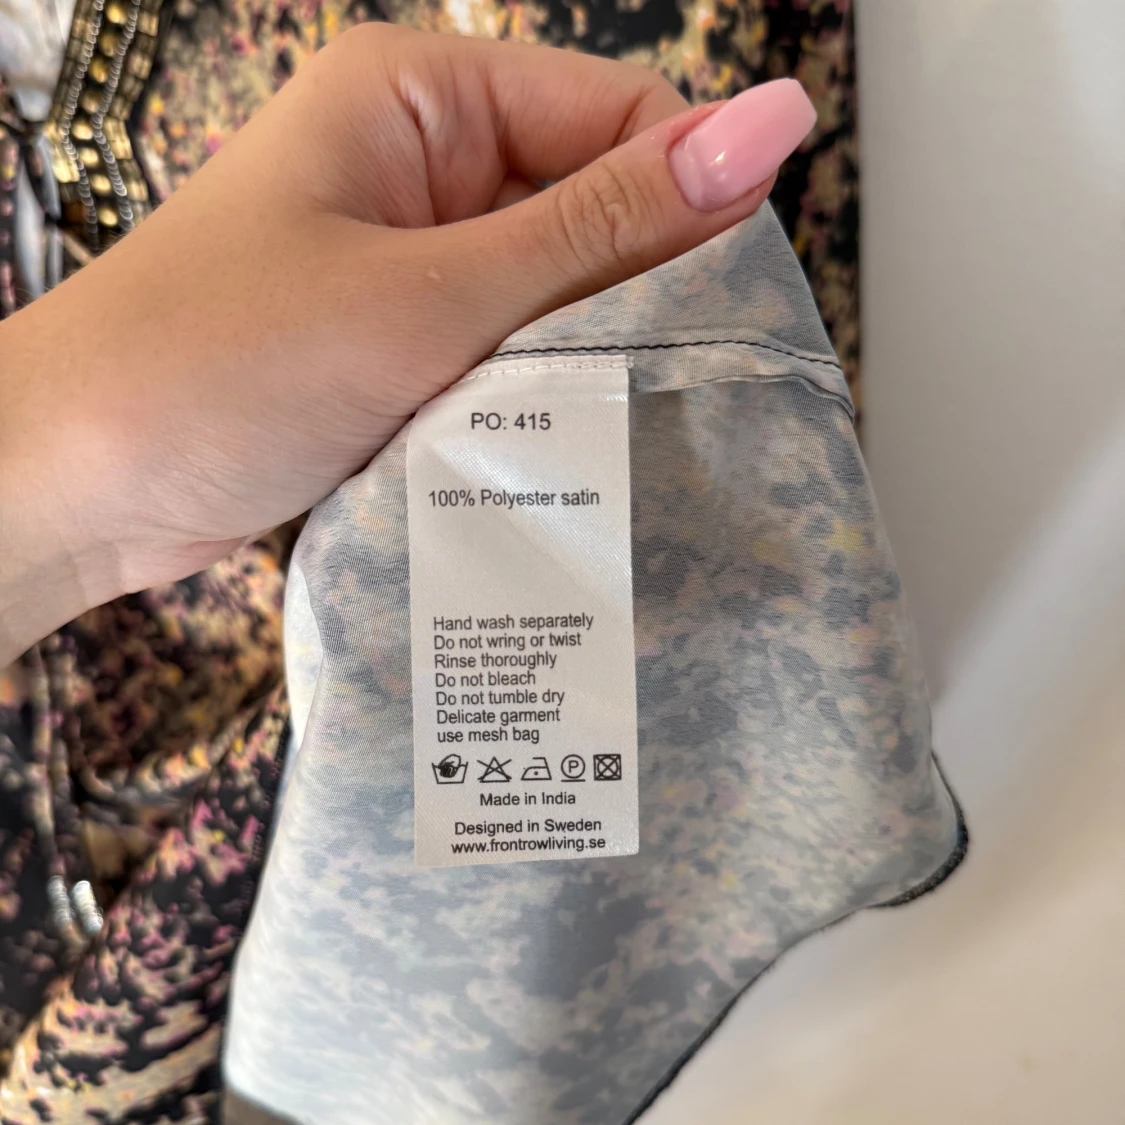 PO: 415
100% Polyester satin
Hand wash separately
Do not wring or twist
Rinse thoroughly
Do not bleach
Do not tumble dry
Delicate garment
use mesh bag
P
Made in India
Designed in Sweden
www.frontrowliving.se